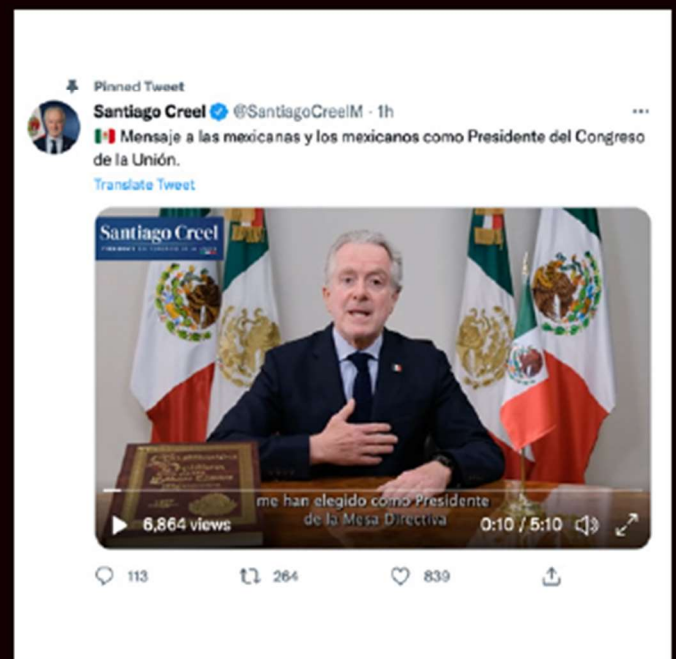 Pinned Tweet
Santiago Creel @SantiagoCreelM · 1h
Mensaje a las mexicanas y los mexicanos como Presidente del Congreso
de la Unión.
Translate Tweet
Santiago Creel
me han elegido como Presidente
de la Mesa Directiva
6,864 views
0:10 / 5:10
113
264
839